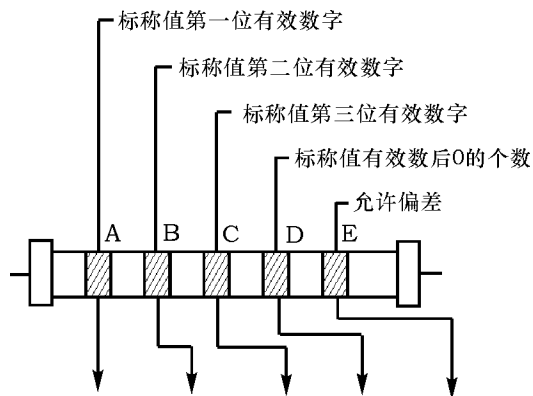 标称值第一位有效数字
标称值第二位有效数字
标称值第三位有效数字
标称值有效数后0的个数
允许偏差
A B C D E